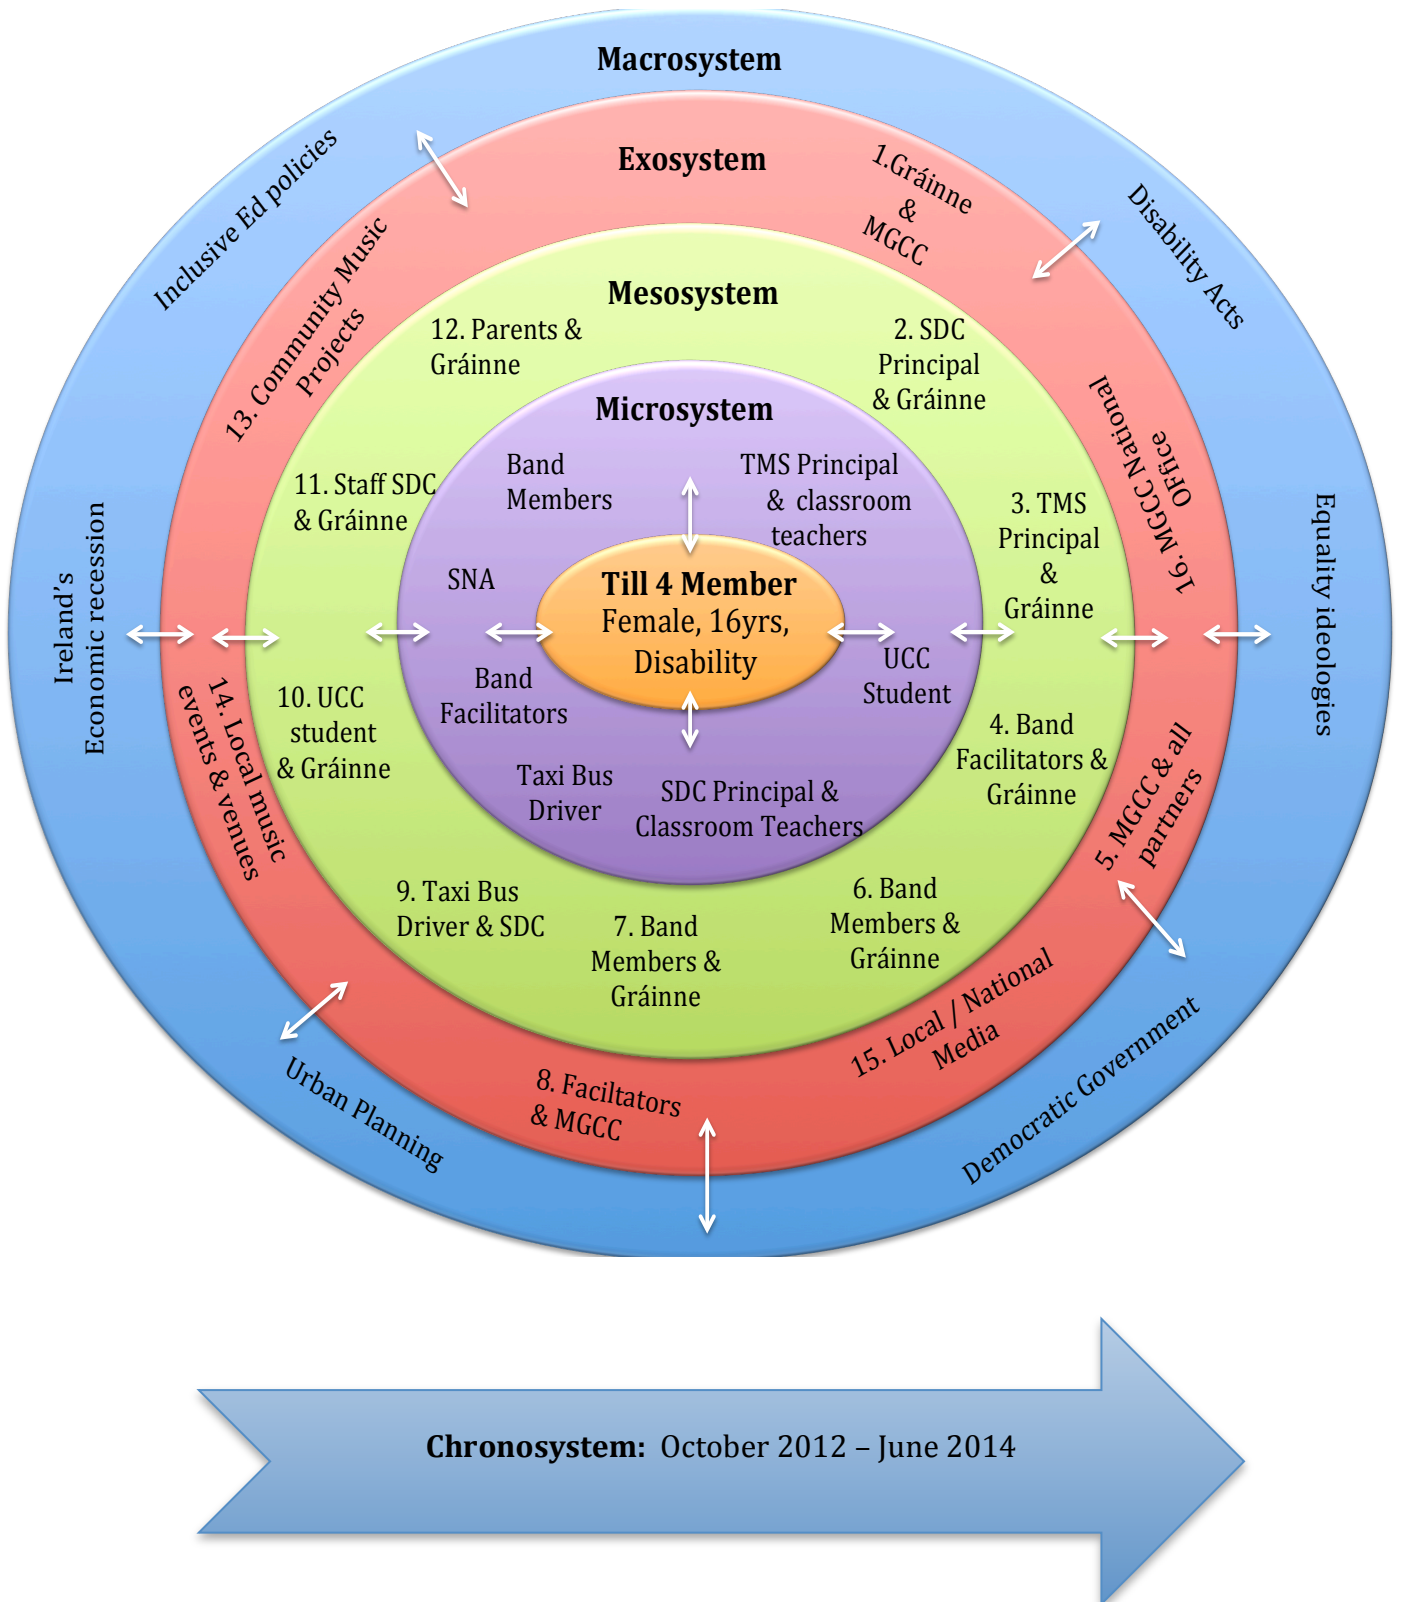 Macrosystem
Inclusive Ed policies
Disability Acts
Equality ideologies
Democratic Government
Urban Planning
Ireland's
Economic recession
Exosystem
1.Gráinne
&
MGCC
16. MGCC National
OFfice
5. MGCC & all
partners
15. Local / National
Media
8. Faciltators
& MGCC
14. Local music
events & venues
13. Community Music
Projects
Mesosystem
2. SDC
Principal
& Gráinne
3. TMS
Principal
&
Gráinne
4. Band
Facilitators &
Gráinne
6. Band
Members &
Gráinne
7. Band
Members &
Gráinne
9. Taxi Bus
Driver & SDC
10. UCC
student
& Gráinne
11. Staff SDC
& Gráinne
12. Parents &
Gráinne
Microsystem
Band
Members
TMS Principal
& classroom
teachers
SNA
UCC
Student
Band
Facilitators
Taxi Bus
Driver
SDC Principal &
Classroom Teachers
Till 4 Member
Female, 16yrs,
Disability
Chronosystem: October 2012 – June 2014